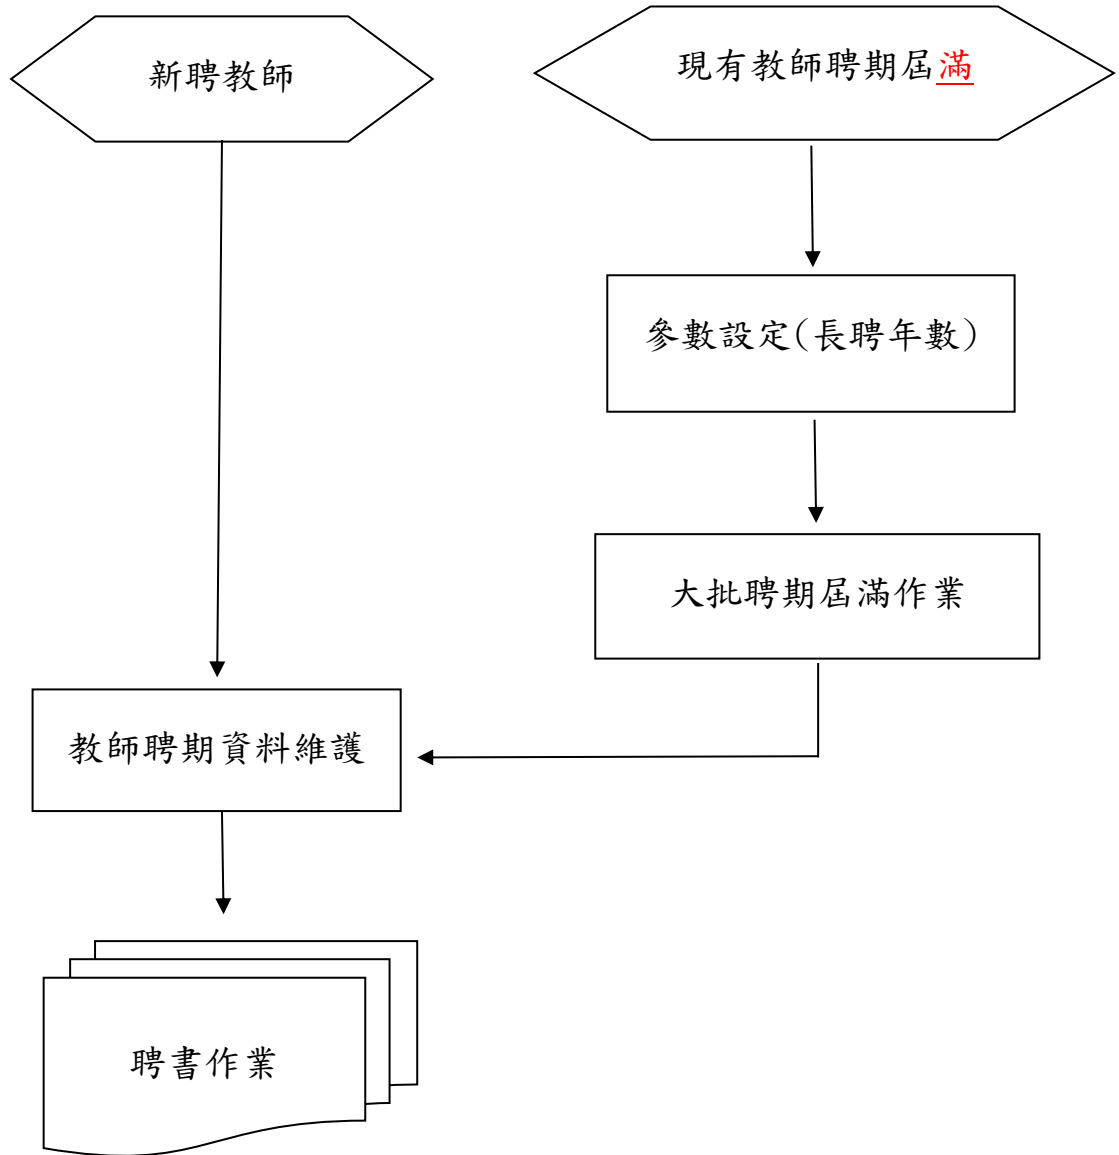 新聘教師
現有教師聘期屆滿
參數設定(長聘年數)
大批聘期屆滿作業
教師聘期資料維護
聘書作業